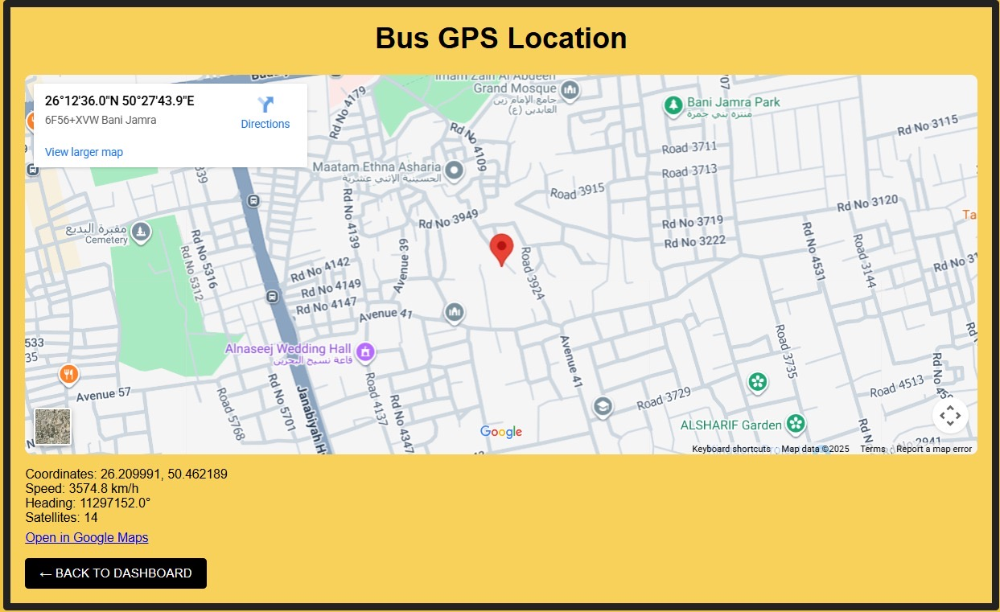 Bus GPS Location
26°12'36.0"N 50°27'43.9"E
6F56+XVW Bani Jamra
Directions
View larger map
Rd No 4179
Imam Zain Al Abdeen
Grand Mosque
جامع الإمام زين
العابدين (ع)
Bani Jamra Park
منتزه بني جمرة
Rd No 3115
Rd No 4109
Road 3711
Road 3713
Maatam Ethna Asharia
الحسينية الإثني عشرية
339
Road 3915
Rd No 3120
Rd No 4139
Rd No 3949
Rd No 3719
Rd No 3222
Ta
مقبرة البديع
Cemetery
Rd No 5316
Rd No 5312
Avenue 39
Road 3924
Rd No 4531
Road 3144
Rd No 4142
Rd No 4149
Rd No 4147
Avenue 41
Alnaseej Wedding Hall
قاعة نسيج البحرين
533
35
Avenue 41
Road 3735
Avenue 57
Road 5768
Rd No 5701
Janabiyah H
Road 4137
Rd No 4347
Road 3729
Road 4513
ALSHARIF Garden
2941
Google
Keyboard shortcuts
Map data ©2025
Terms
Report a map error
Coordinates: 26.209991, 50.462189
Speed: 3574.8 km/h
Heading: 11297152.0°
Satellites: 14
Open in Google Maps
← BACK TO DASHBOARD